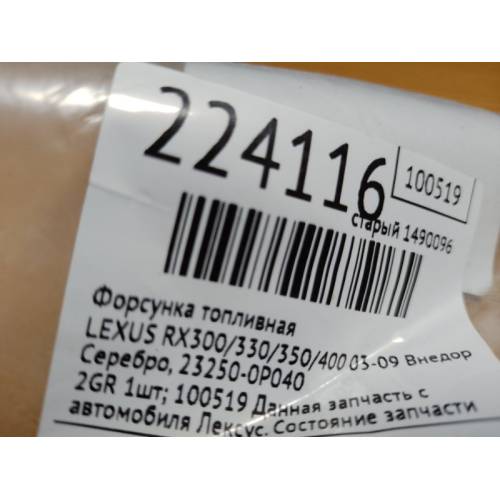 224116
100519
старый 1490096
Форсунка топливная
LEXUS RX300/330/350/400 03-09 Внедор
Серебро, 23250-0P040
2GR 1шт; 100519 Данная запчасть с
автомобиля Лексус. Состояние запчасти